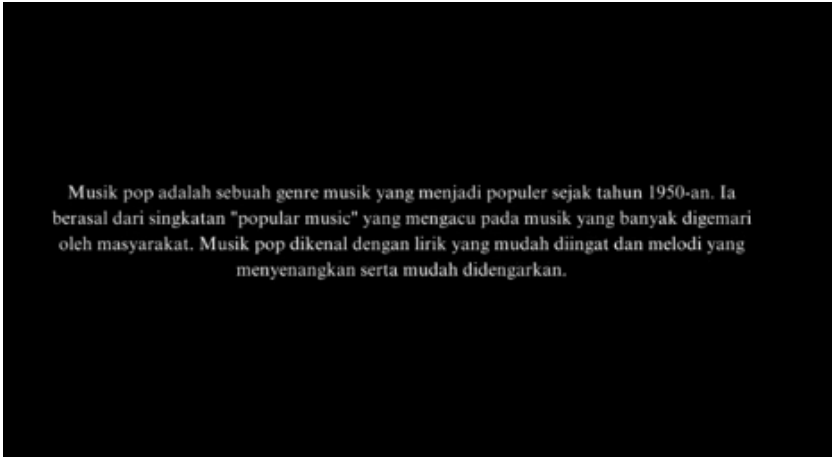 Musik pop adalah sebuah genre musik yang menjadi populer sejak tahun 1950-an. Ia
berasal dari singkatan "popular music" yang mengacu pada musik yang banyak digemari
oleh masyarakat. Musik pop dikenal dengan lirik yang mudah diingat dan melodi yang
menyenangkan serta mudah didengarkan.